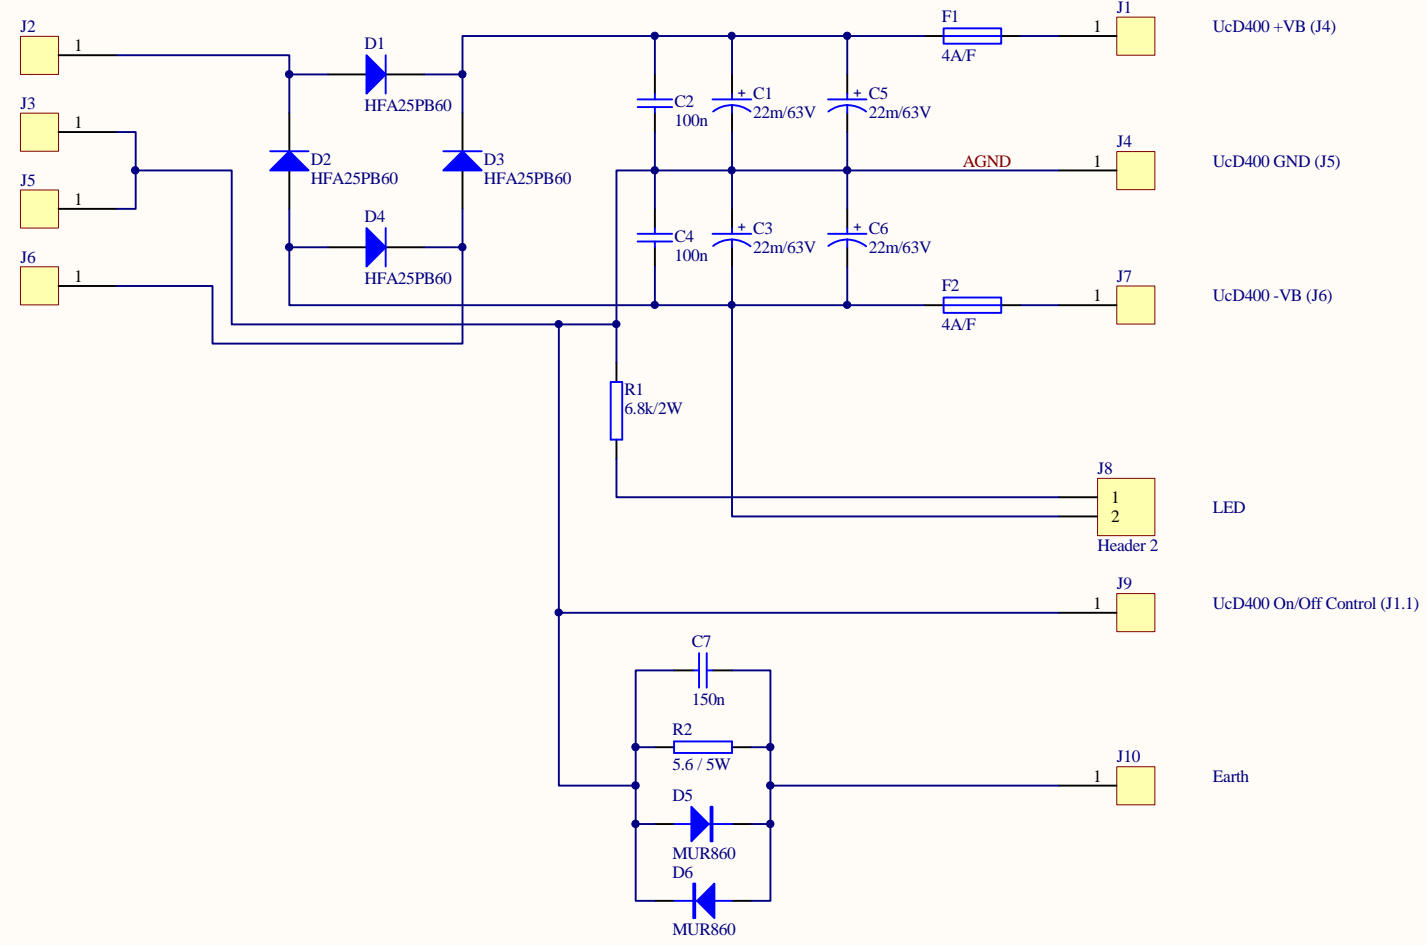 J2
1
J3
1
J5
1
J6
1
D1
HFA25PB60
D2
HFA25PB60
D3
HFA25PB60
D4
HFA25PB60
C2
100n
+ C1
22m/63V
+ C5
22m/63V
F1
4A/F
J1
1
UcD400 +VB (J4)
AGND
J4
1
UcD400 GND (J5)
C4
100n
+ C3
22m/63V
+ C6
22m/63V
F2
4A/F
J7
1
UcD400 -VB (J6)
R1
6.8k/2W
J8
1
2
Header 2
LED
J9
1
UcD400 On/Off Control (J1.1)
C7
150n
R2
5.6 / 5W
D5
MUR860
D6
MUR860
J10
1
Earth